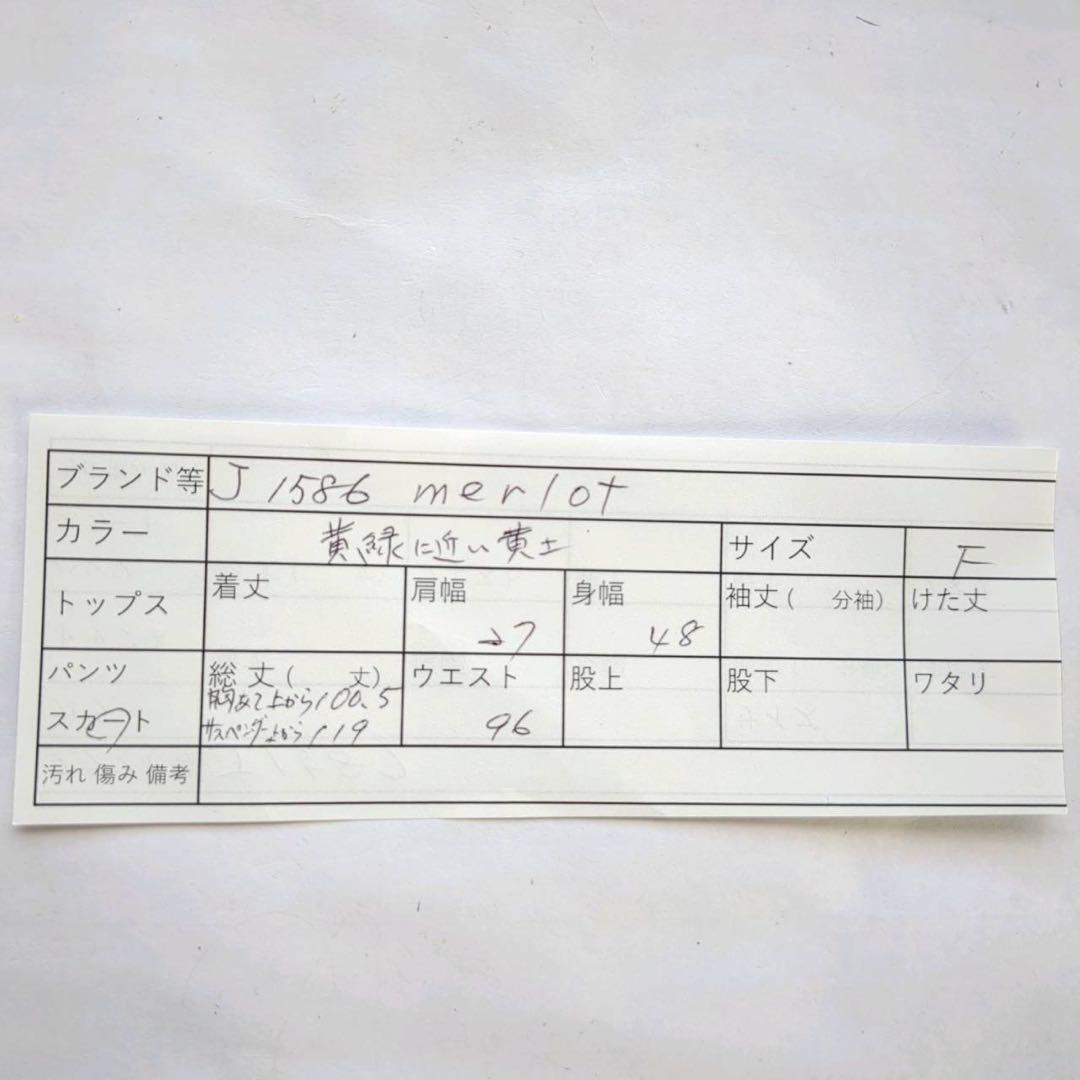 ブランド等 J1586 merlot
カラー 黄緑に近い黄土 サイズ F
トップス 着丈 肩幅 27 身幅 48 袖丈( 分袖) けた丈
パンツ 総丈( 丈) ウエスト 96 股上 股下 ワタリ
胸あて上から100.5
スカート サスペンダー上から119
汚れ 傷み 備考